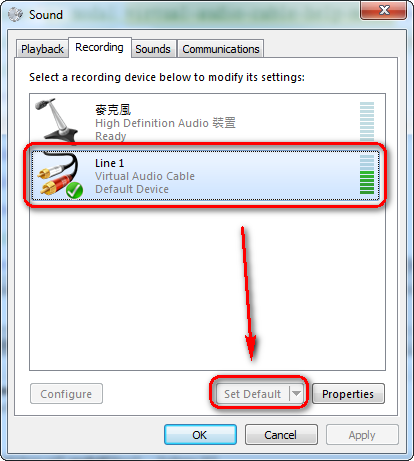 Sound
Playback Recording Sounds Communications
Select a recording device below to modify its settings:
麥克風
High Definition Audio 裝置
Ready
Line 1
Virtual Audio Cable
Default Device
Configure Set Default Properties
OK Cancel Apply